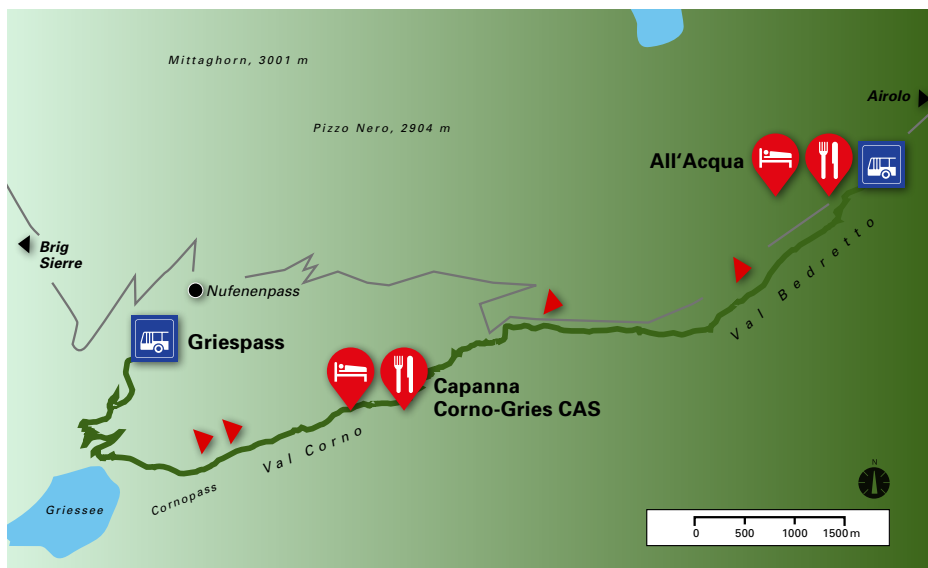 Mittaghorn, 3001 m
Pizzo Nero, 2904 m
Airolo
All‘Acqua
Val Bedretto
Brig
Sierre
Nufenenpass
Griespass
Capanna
Corno-Gries CAS
Val Corno
Cornopass
Griessee
N
0 500 1000 1500 m